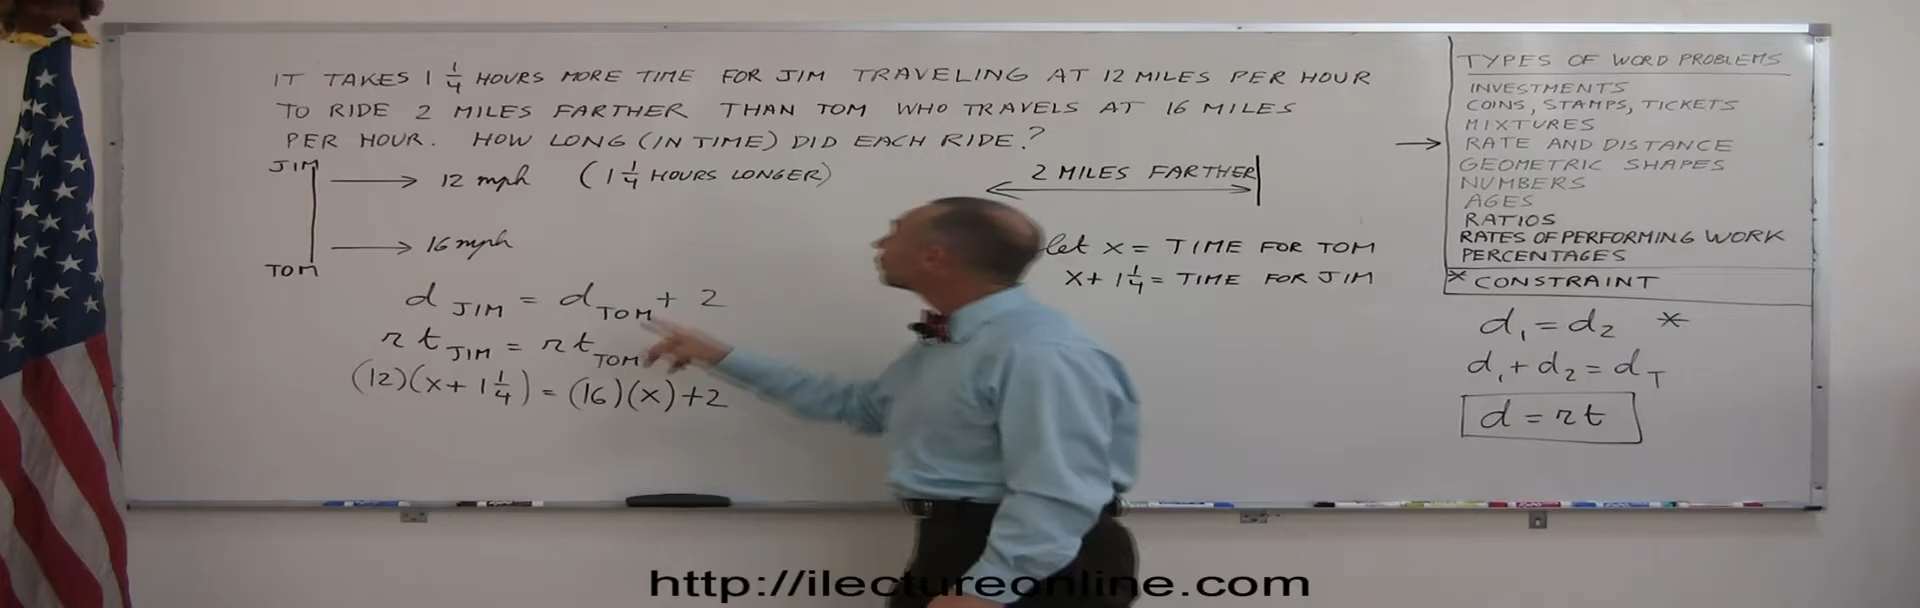 IT TAKES 1 1/4 HOURS MORE TIME FOR JIM TRAVELING AT 12 MILES PER HOUR
TO RIDE 2 MILES FARTHER THAN TOM WHO TRAVELS AT 16 MILES
PER HOUR. HOW LONG (IN TIME) DID EACH RIDE?
JIM → 12 mph (1 1/4 HOURS LONGER)
2 MILES FARTHER
→ 16 mph
TOM
let x = TIME FOR TOM
x + 1 1/4 = TIME FOR JIM
d JIM = d TOM + 2
r t JIM = r t TOM
(12)(x + 1 1/4) = (16)(x) + 2
TYPES OF WORD PROBLEMS
INVESTMENTS
COINS, STAMPS, TICKETS
MIXTURES
→ RATE AND DISTANCE
GEOMETRIC SHAPES
NUMBERS
AGES
RATIOS
RATES OF PERFORMING WORK
PERCENTAGES
* CONSTRAINT
d₁ = d₂ *
d₁ + d₂ = d T
d = r t
http://ilectureonline.com